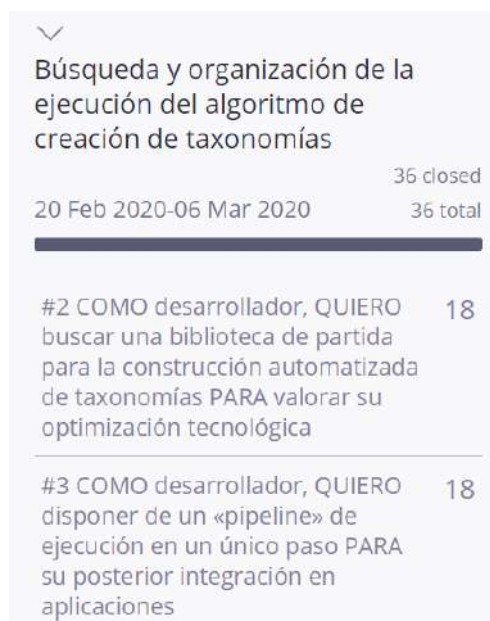 Búsqueda y organización de la
ejecución del algoritmo de
creación de taxonomías
36 closed
20 Feb 2020-06 Mar 2020 36 total
#2 COMO desarrollador, QUIERO 18
buscar una biblioteca de partida
para la construcción automatizada
de taxonomías PARA valorar su
optimización tecnológica
#3 COMO desarrollador, QUIERO 18
disponer de un «pipeline» de
ejecución en un único paso PARA
su posterior integración en
aplicaciones